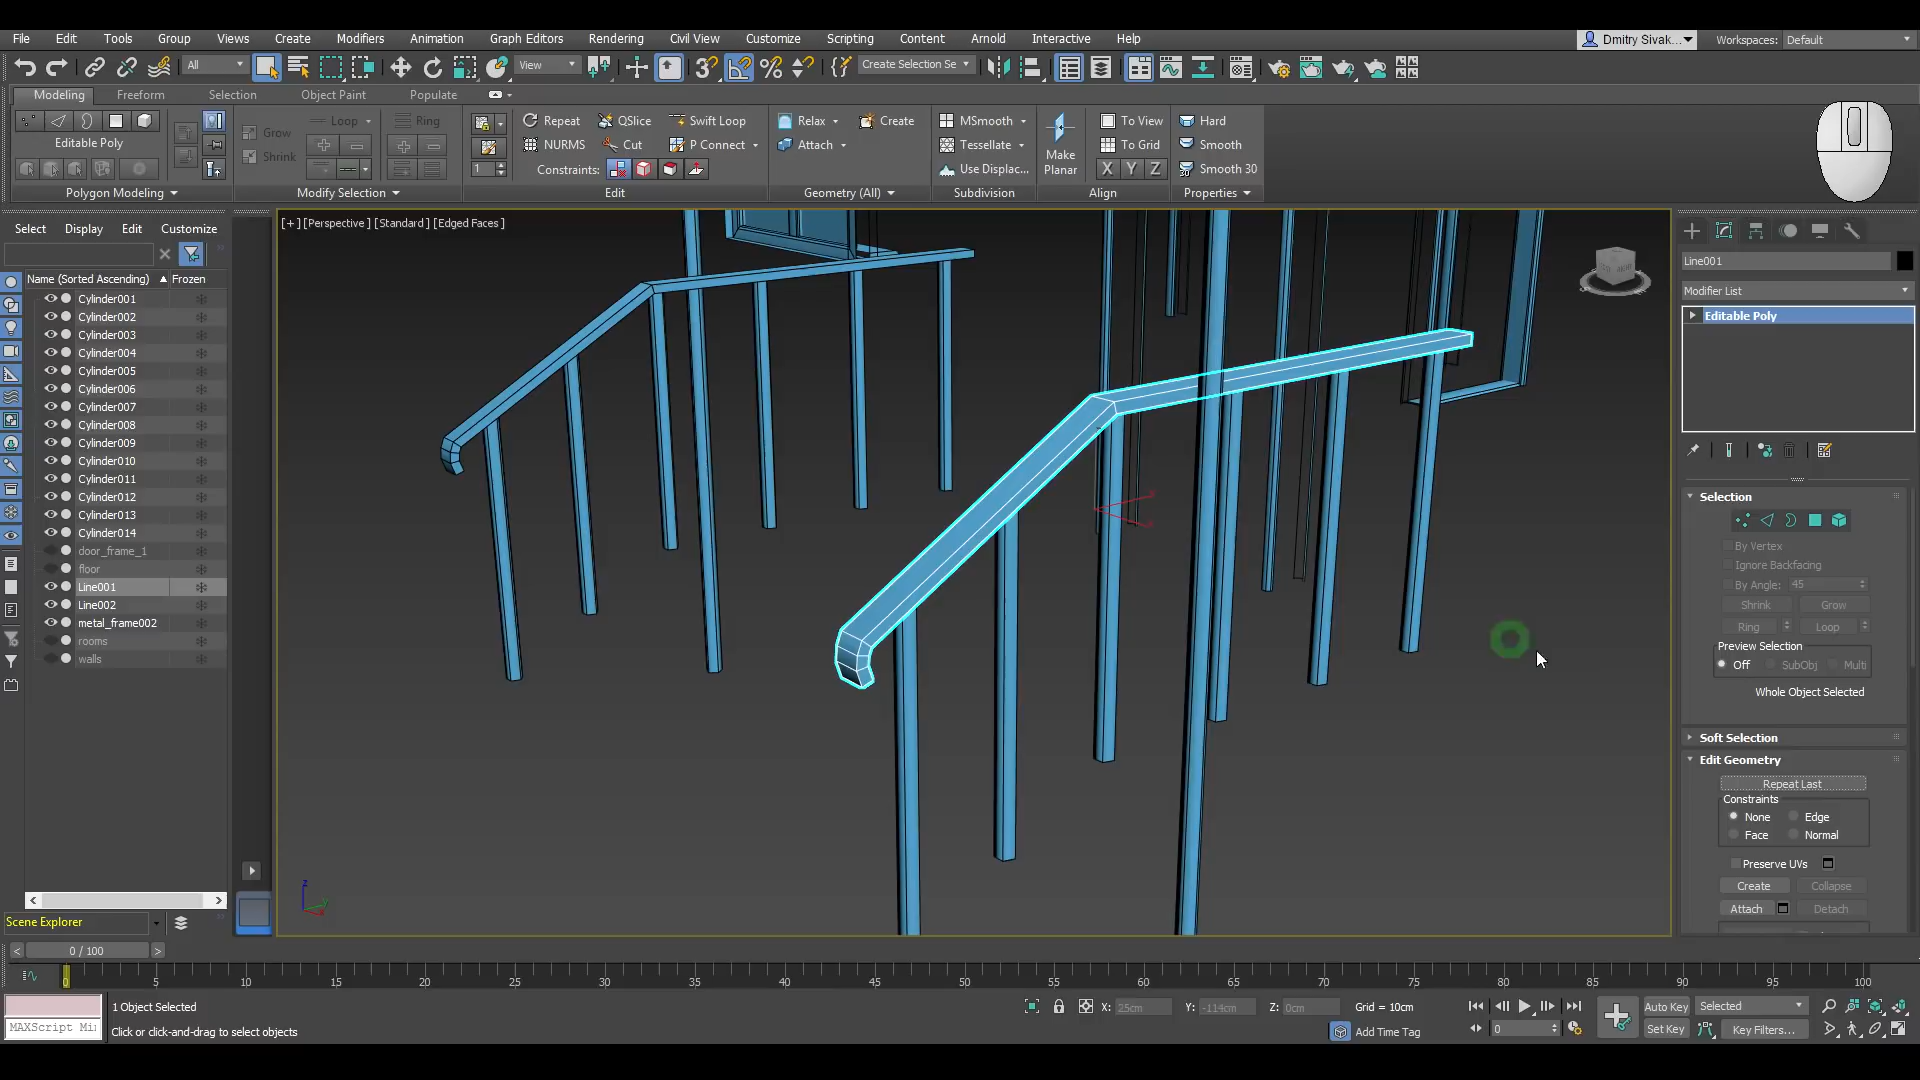 File Edit Tools Group Views Create Modifiers Animation Graph Editors Rendering Civil View Customize Scripting Content Arnold Interactive Help
Dmitry Sivak... Workspaces: Default
All View Create Selection Se
Modeling Freeform Selection Object Paint Populate
Loop Ring Repeat QSlice Swift Loop Relax Create MSmooth To View Hard
Grow
Editable Poly NURMS Cut P Connect Attach Tessellate Make Planar To Grid Smooth
Shrink
1 Constraints: Use Displac... X Y Z Smooth 30
Polygon Modeling Modify Selection Edit Geometry (All) Subdivision Align Properties
Select Display Edit Customize
[+] [Perspective] [Standard] [Edged Faces]
Name (Sorted Ascending) Frozen
Cylinder001
Cylinder002
Cylinder003
Cylinder004
Cylinder005
Cylinder006
Cylinder007
Cylinder008
Cylinder009
Cylinder010
Cylinder011
Cylinder012
Cylinder013
Cylinder014
door_frame_1
floor
Line001
Line002
metal_frame002
rooms
walls
Scene Explorer
Line001
Modifier List
Editable Poly
Selection
By Vertex
Ignore Backfacing
By Angle: 45
Shrink Grow
Ring Loop
Preview Selection
Off SubObj Multi
Whole Object Selected
Soft Selection
Edit Geometry
Repeat Last
Constraints
None Edge
Face Normal
Preserve UVs
Create Collapse
Attach Detach
z
0 / 100
0 5 10 15 20 25 30 35 40 45 50 55 60 65 70 75 80 85 90 95 100
1 Object Selected X: 25cm Y: -114cm Z: 0cm Grid = 10cm Auto Key Selected
MAXScript Mi Click or click-and-drag to select objects Add Time Tag 0 Set Key Key Filters...